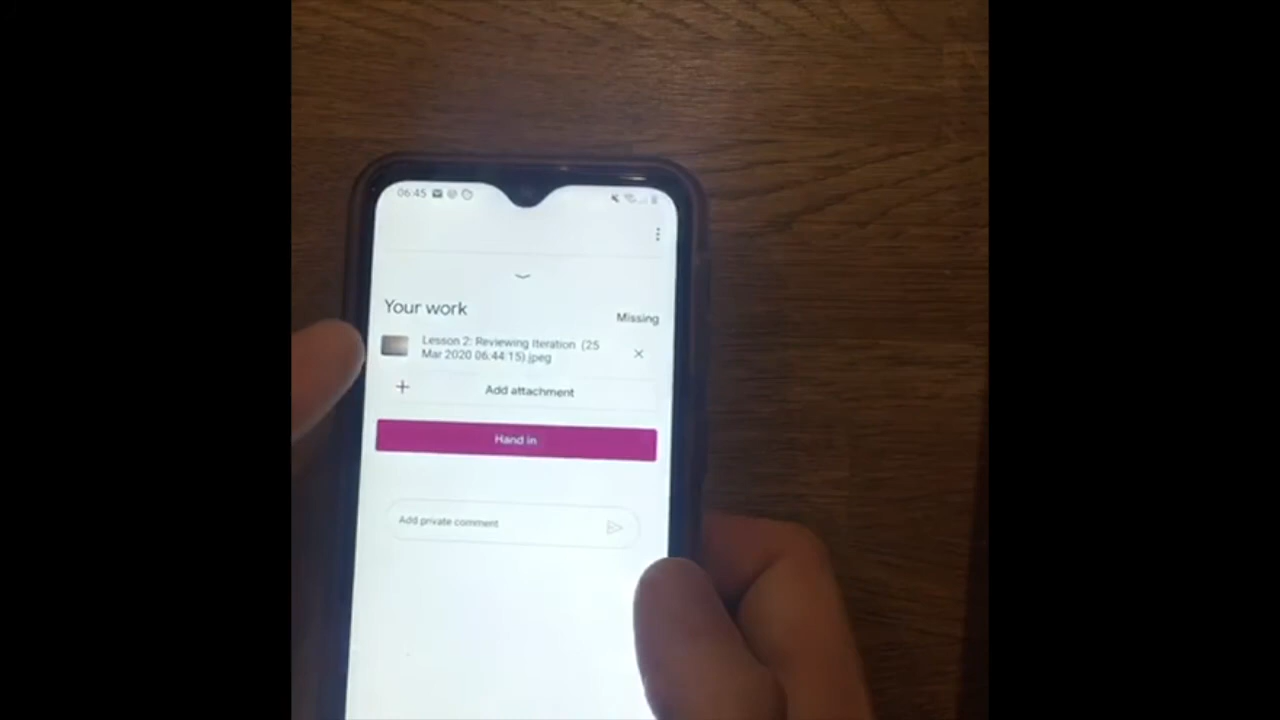 06:45
Your work
Missing
Lesson 2: Reviewing Iteration (25
Mar 2020 06:44:15).jpeg
Add attachment
Hand in
Add private comment